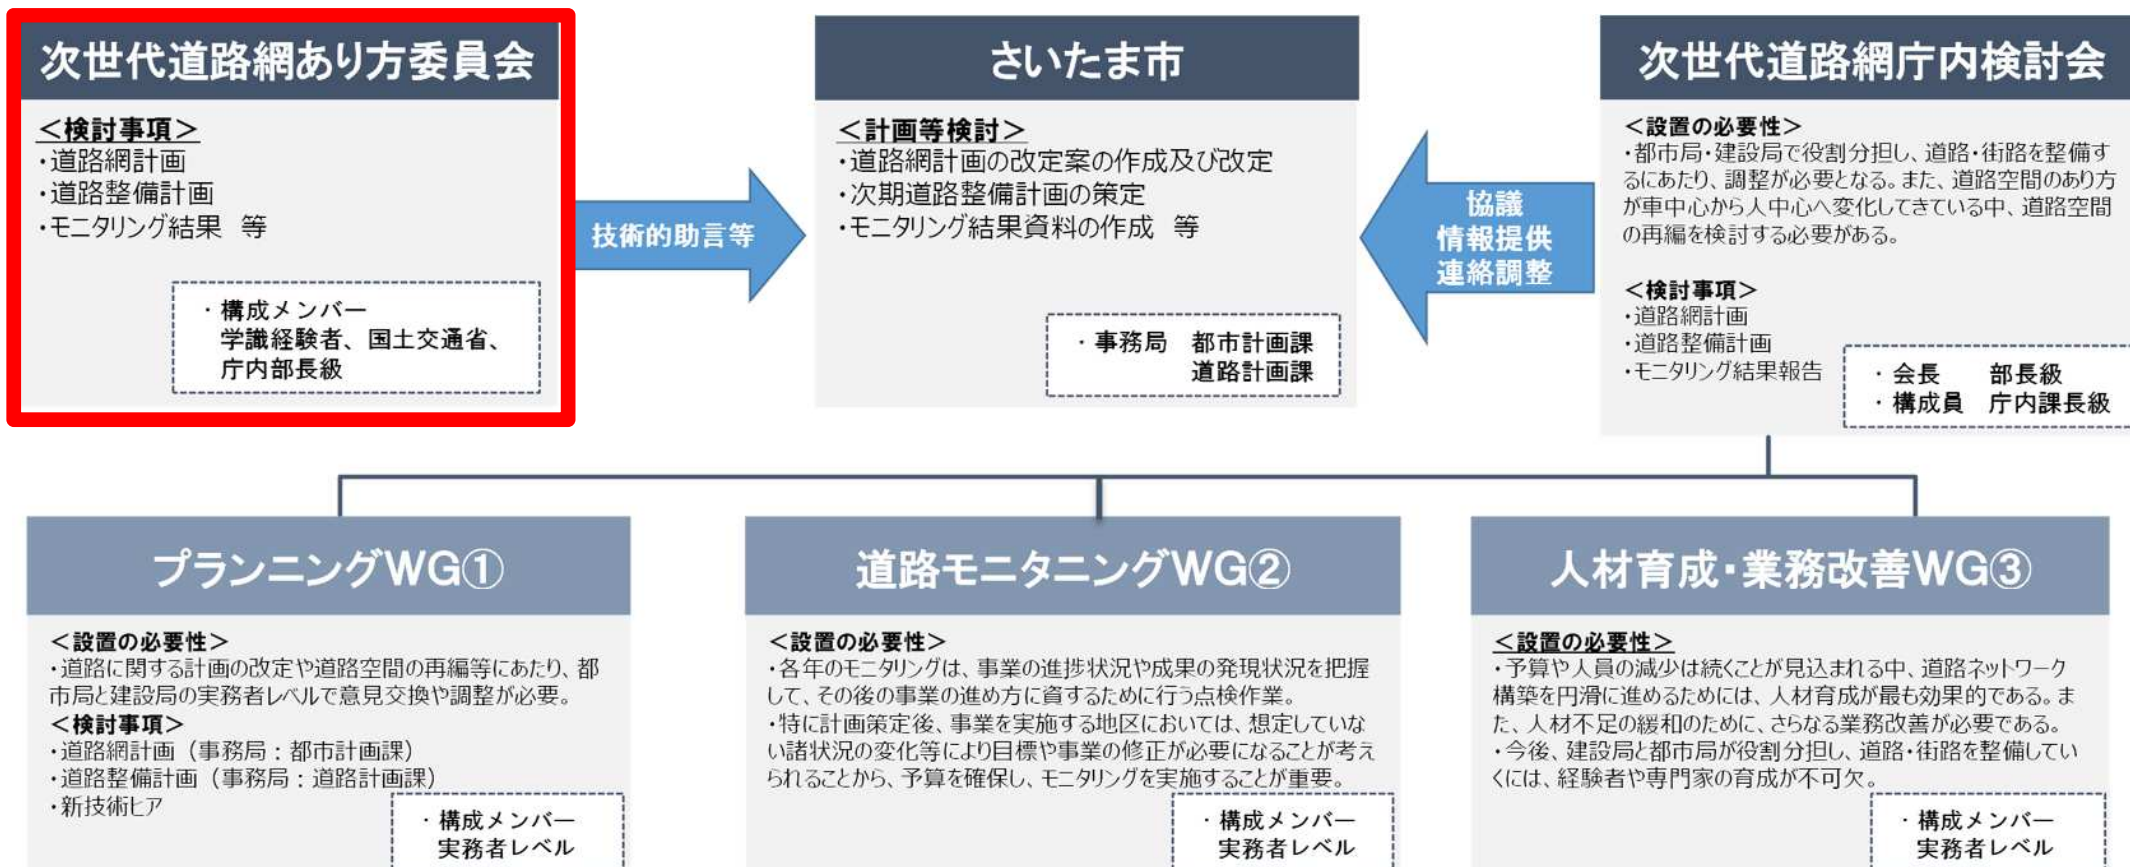 次世代道路網あり方委員会
＜検討事項＞
・道路網計画
・道路整備計画
・モニタリング結果　等
・構成メンバー
学識経験者、国土交通省、
庁内部長級
技術的助言等
さいたま市
＜計画等検討＞
・道路網計画の改定案の作成及び改定
・次期道路整備計画の策定
・モニタリング結果資料の作成　等
・事務局　都市計画課
道路計画課
協議
情報提供
連絡調整
次世代道路網庁内検討会
＜設置の必要性＞
・都市局・建設局で役割分担し、道路・街路を整備す
るにあたり、調整が必要となる。また、道路空間のあり方
が車中心から人中心へ変化してきている中、道路空間
の再編を検討する必要がある。
＜検討事項＞
・道路網計画
・道路整備計画
・モニタリング結果報告
・会長　部長級
・構成員　庁内課長級
プランニングWG①
＜設置の必要性＞
・道路に関する計画の改定や道路空間の再編等にあたり、都
市局と建設局の実務者レベルで意見交換や調整が必要。
＜検討事項＞
・道路網計画（事務局：都市計画課）
・道路整備計画（事務局：道路計画課）
・新技術ヒア
・構成メンバー
実務者レベル
道路モニタニングWG②
＜設置の必要性＞
・各年のモニタリングは、事業の進捗状況や成果の発現状況を把握
して、その後の事業の進め方に資するために行う点検作業。
・特に計画策定後、事業を実施する地区においては、想定していな
い諸状況の変化等により目標や事業の修正が必要になることが考え
られることから、予算を確保し、モニタリングを実施することが重要。
・構成メンバー
実務者レベル
人材育成・業務改善WG③
＜設置の必要性＞
・予算や人員の減少は続くことが見込まれる中、道路ネットワーク
構築を円滑に進めるためには、人材育成が最も効果的である。ま
た、人材不足の緩和のために、さらなる業務改善が必要である。
・今後、建設局と都市局が役割分担し、道路・街路を整備してい
くには、経験者や専門家の育成が不可欠。
・構成メンバー
実務者レベル